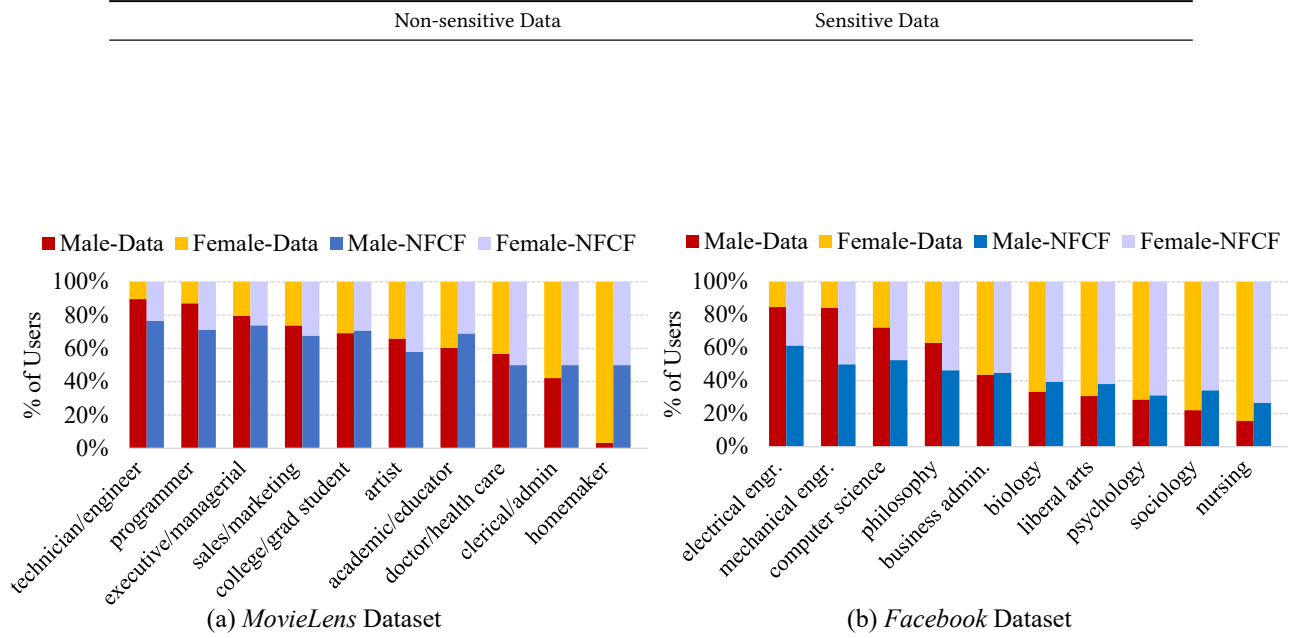 Non-sensitive Data Sensitive Data
Male-Data Female-Data Male-NFCF Female-NFCF
100%
80%
60%
40%
20%
0%
% of Users
technician/engineer
programmer
executive/managerial
sales/marketing
college/grad student
artist
academic/educator
doctor/health care
clerical/admin
homemaker
(a) MovieLens Dataset
Male-Data Female-Data Male-NFCF Female-NFCF
100%
80%
60%
40%
20%
0%
% of Users
electrical engr.
mechanical engr.
computer science
philosophy
business admin.
biology
liberal arts
psychology
sociology
nursing
(b) Facebook Dataset